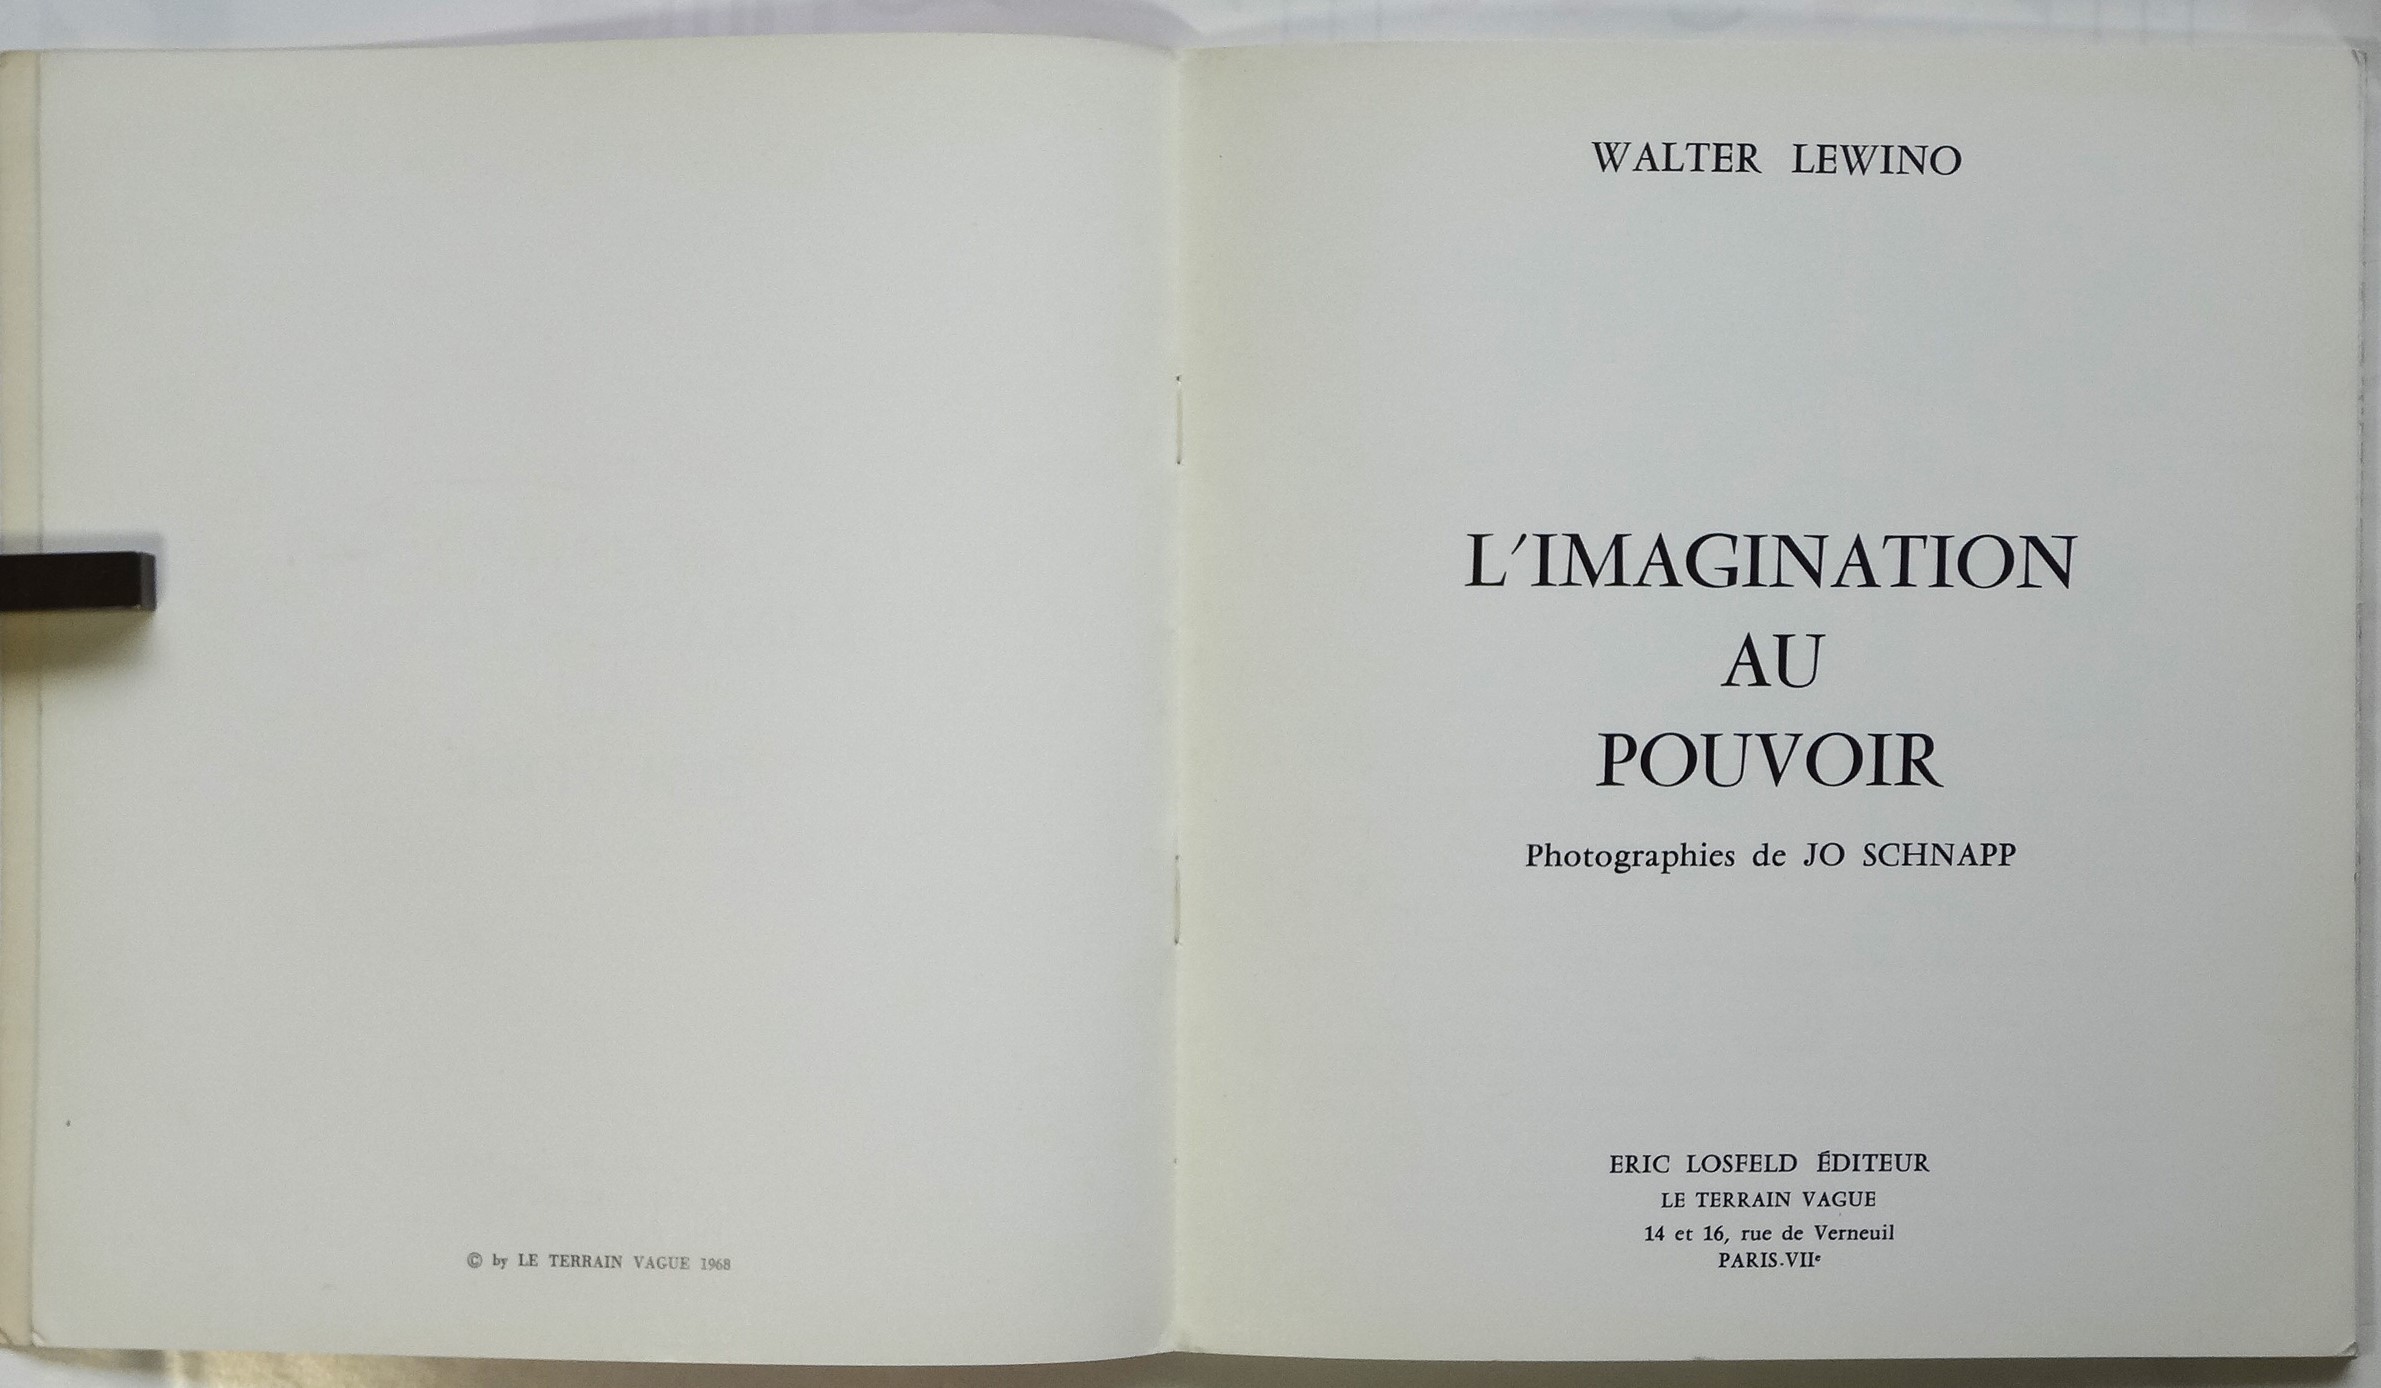 © by LE TERRAIN VAGUE 1968
WALTER LEWINO
L'IMAGINATION
AU
POUVOIR
Photographies de JO SCHNAPP
ERIC LOSFELD ÉDITEUR
LE TERRAIN VAGUE
14 et 16, rue de Verneuil
PARIS-VIIe